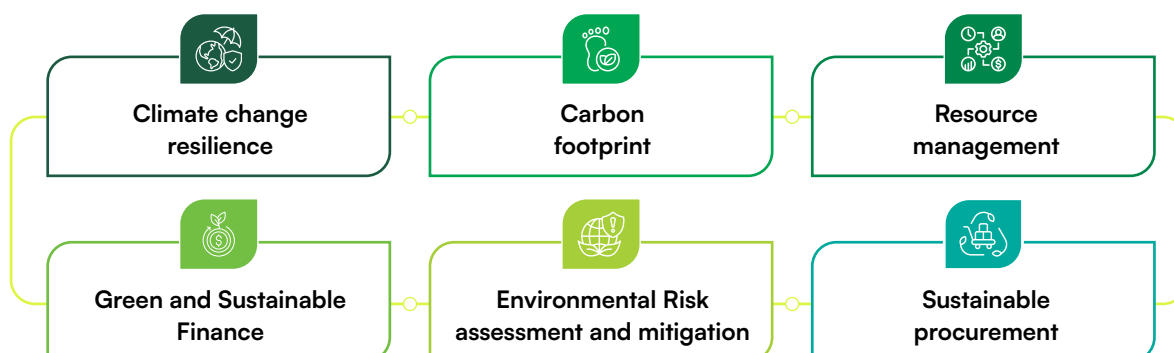 Climate change
resilience
Carbon
footprint
Resource
management
Green and Sustainable
Finance
Environmental Risk
assessment and mitigation
Sustainable
procurement